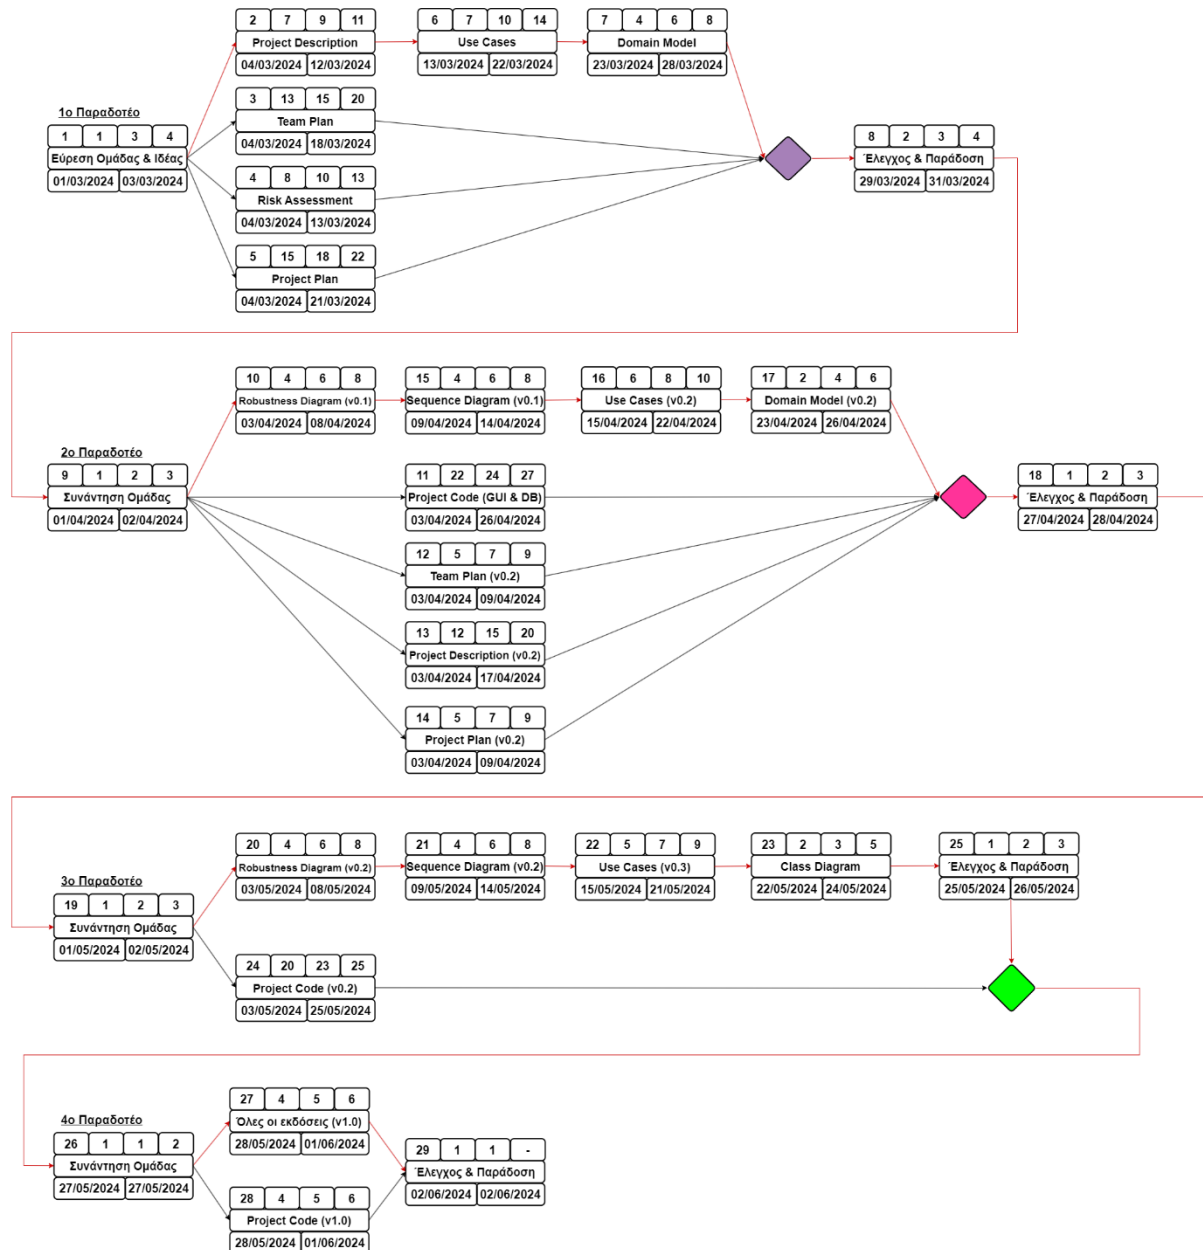 2 7 9 11
Project Description
04/03/2024 12/03/2024
6 7 10 14
Use Cases
13/03/2024 22/03/2024
7 4 6 8
Domain Model
23/03/2024 28/03/2024
1ο Παραδοτέο
1 1 3 4
Εύρεση Ομάδας & Ιδέας
01/03/2024 03/03/2024
3 13 15 20
Team Plan
04/03/2024 18/03/2024
8 2 3 4
Έλεγχος & Παράδοση
29/03/2024 31/03/2024
4 8 10 13
Risk Assessment
04/03/2024 13/03/2024
5 15 18 22
Project Plan
04/03/2024 21/03/2024
10 4 6 8
Robustness Diagram (v0.1)
03/04/2024 08/04/2024
15 4 6 8
Sequence Diagram (v0.1)
09/04/2024 14/04/2024
16 6 8 10
Use Cases (v0.2)
15/04/2024 22/04/2024
17 2 4 6
Domain Model (v0.2)
23/04/2024 26/04/2024
2ο Παραδοτέο
9 1 2 3
Συνάντηση Ομάδας
01/04/2024 02/04/2024
11 22 24 27
Project Code (GUI & DB)
03/04/2024 26/04/2024
18 1 2 3
Έλεγχος & Παράδοση
27/04/2024 28/04/2024
12 5 7 9
Team Plan (v0.2)
03/04/2024 09/04/2024
13 12 15 20
Project Description (v0.2)
03/04/2024 17/04/2024
14 5 7 9
Project Plan (v0.2)
03/04/2024 09/04/2024
20 4 6 8
Robustness Diagram (v0.2)
03/05/2024 08/05/2024
21 4 6 8
Sequence Diagram (v0.2)
09/05/2024 14/05/2024
22 5 7 9
Use Cases (v0.3)
15/05/2024 21/05/2024
23 2 3 5
Class Diagram
22/05/2024 24/05/2024
25 1 2 3
Έλεγχος & Παράδοση
25/05/2024 26/05/2024
3ο Παραδοτέο
19 1 2 3
Συνάντηση Ομάδας
01/05/2024 02/05/2024
24 20 23 25
Project Code (v0.2)
03/05/2024 25/05/2024
4ο Παραδοτέο
26 1 1 2
Συνάντηση Ομάδας
27/05/2024 27/05/2024
27 4 5 6
Όλες οι εκδόσεις (v1.0)
28/05/2024 01/06/2024
28 4 5 6
Project Code (v1.0)
28/05/2024 01/06/2024
29 1 1 -
Έλεγχος & Παράδοση
02/06/2024 02/06/2024